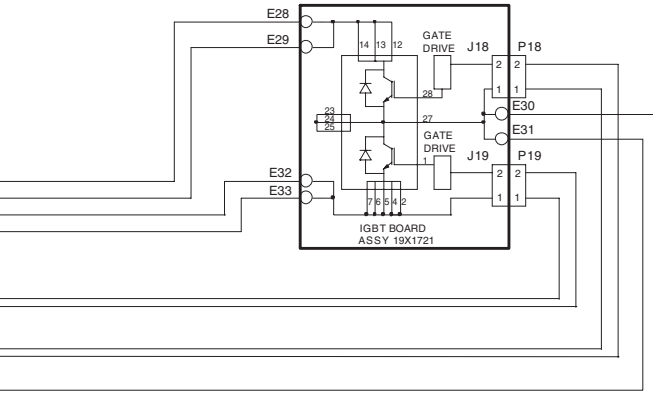 E28
GATE
DRIVE
J18
P18
E29
14 13 12
2 2
1 1
28
E30
23
24
25
27
E31
GATE
DRIVE
J19
P19
1
2 2
E32
E33
1 1
7 6 5 4 2
IGBT BOARD
ASSY 19X1721